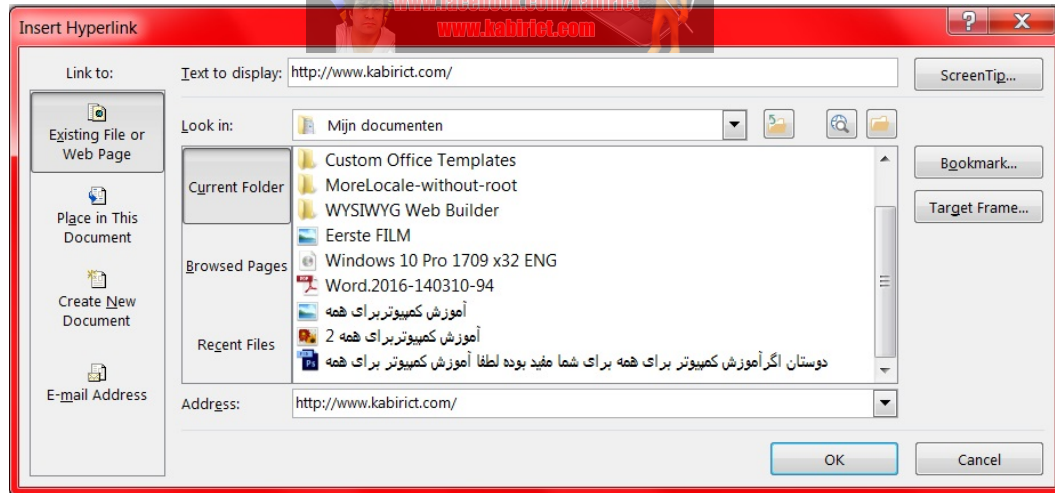 www.facebook.com/kabirict
www.kabirict.com
Insert Hyperlink
Link to:
Text to display: http://www.kabirict.com/
ScreenTip...
Existing File or
Web Page
Look in: Mijn documenten
Place in This
Document
Create New
Document
E-mail Address
Current Folder
Browsed Pages
Recent Files
Custom Office Templates
MoreLocale-without-root
WYSIWYG Web Builder
Eerste FILM
Windows 10 Pro 1709 x32 ENG
Word.2016-140310-94
آموزش کمپیوتربرای همه
آموزش کمپیوتربرای همه 2
دوستان اگرآموزش کمپیوتر برای همه برای شما مفید بوده لطفا آموزش کمپیوتر برای همه
Bookmark...
Target Frame...
Address: http://www.kabirict.com/
OK
Cancel